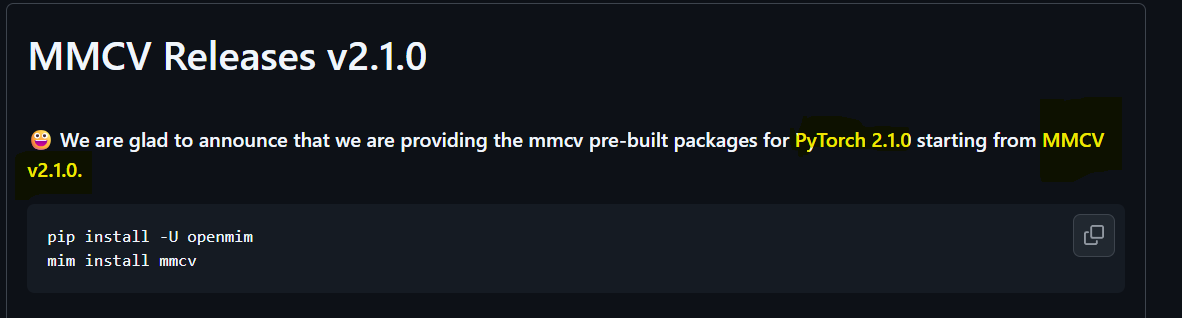 MMCV Releases v2.1.0
😀 We are glad to announce that we are providing the mmcv pre-built packages for PyTorch 2.1.0 starting from MMCV
v2.1.0.
pip install -U openmim
mim install mmcv